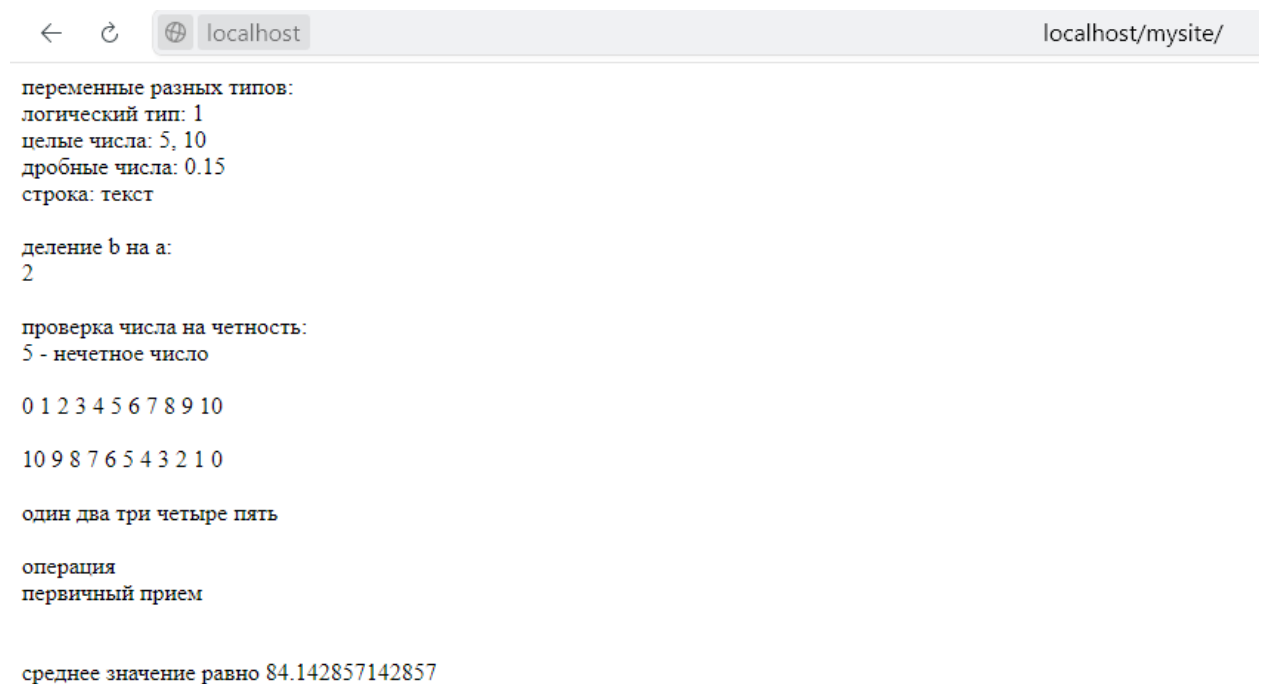 localhost localhost/mysite/
переменные разных типов:
логический тип: 1
целые числа: 5, 10
дробные числа: 0.15
строка: текст
деление b на a:
2
проверка числа на четность:
5 - нечетное число
0 1 2 3 4 5 6 7 8 9 10
10 9 8 7 6 5 4 3 2 1 0
один два три четыре пять
операция
первичный прием
среднее значение равно 84.142857142857